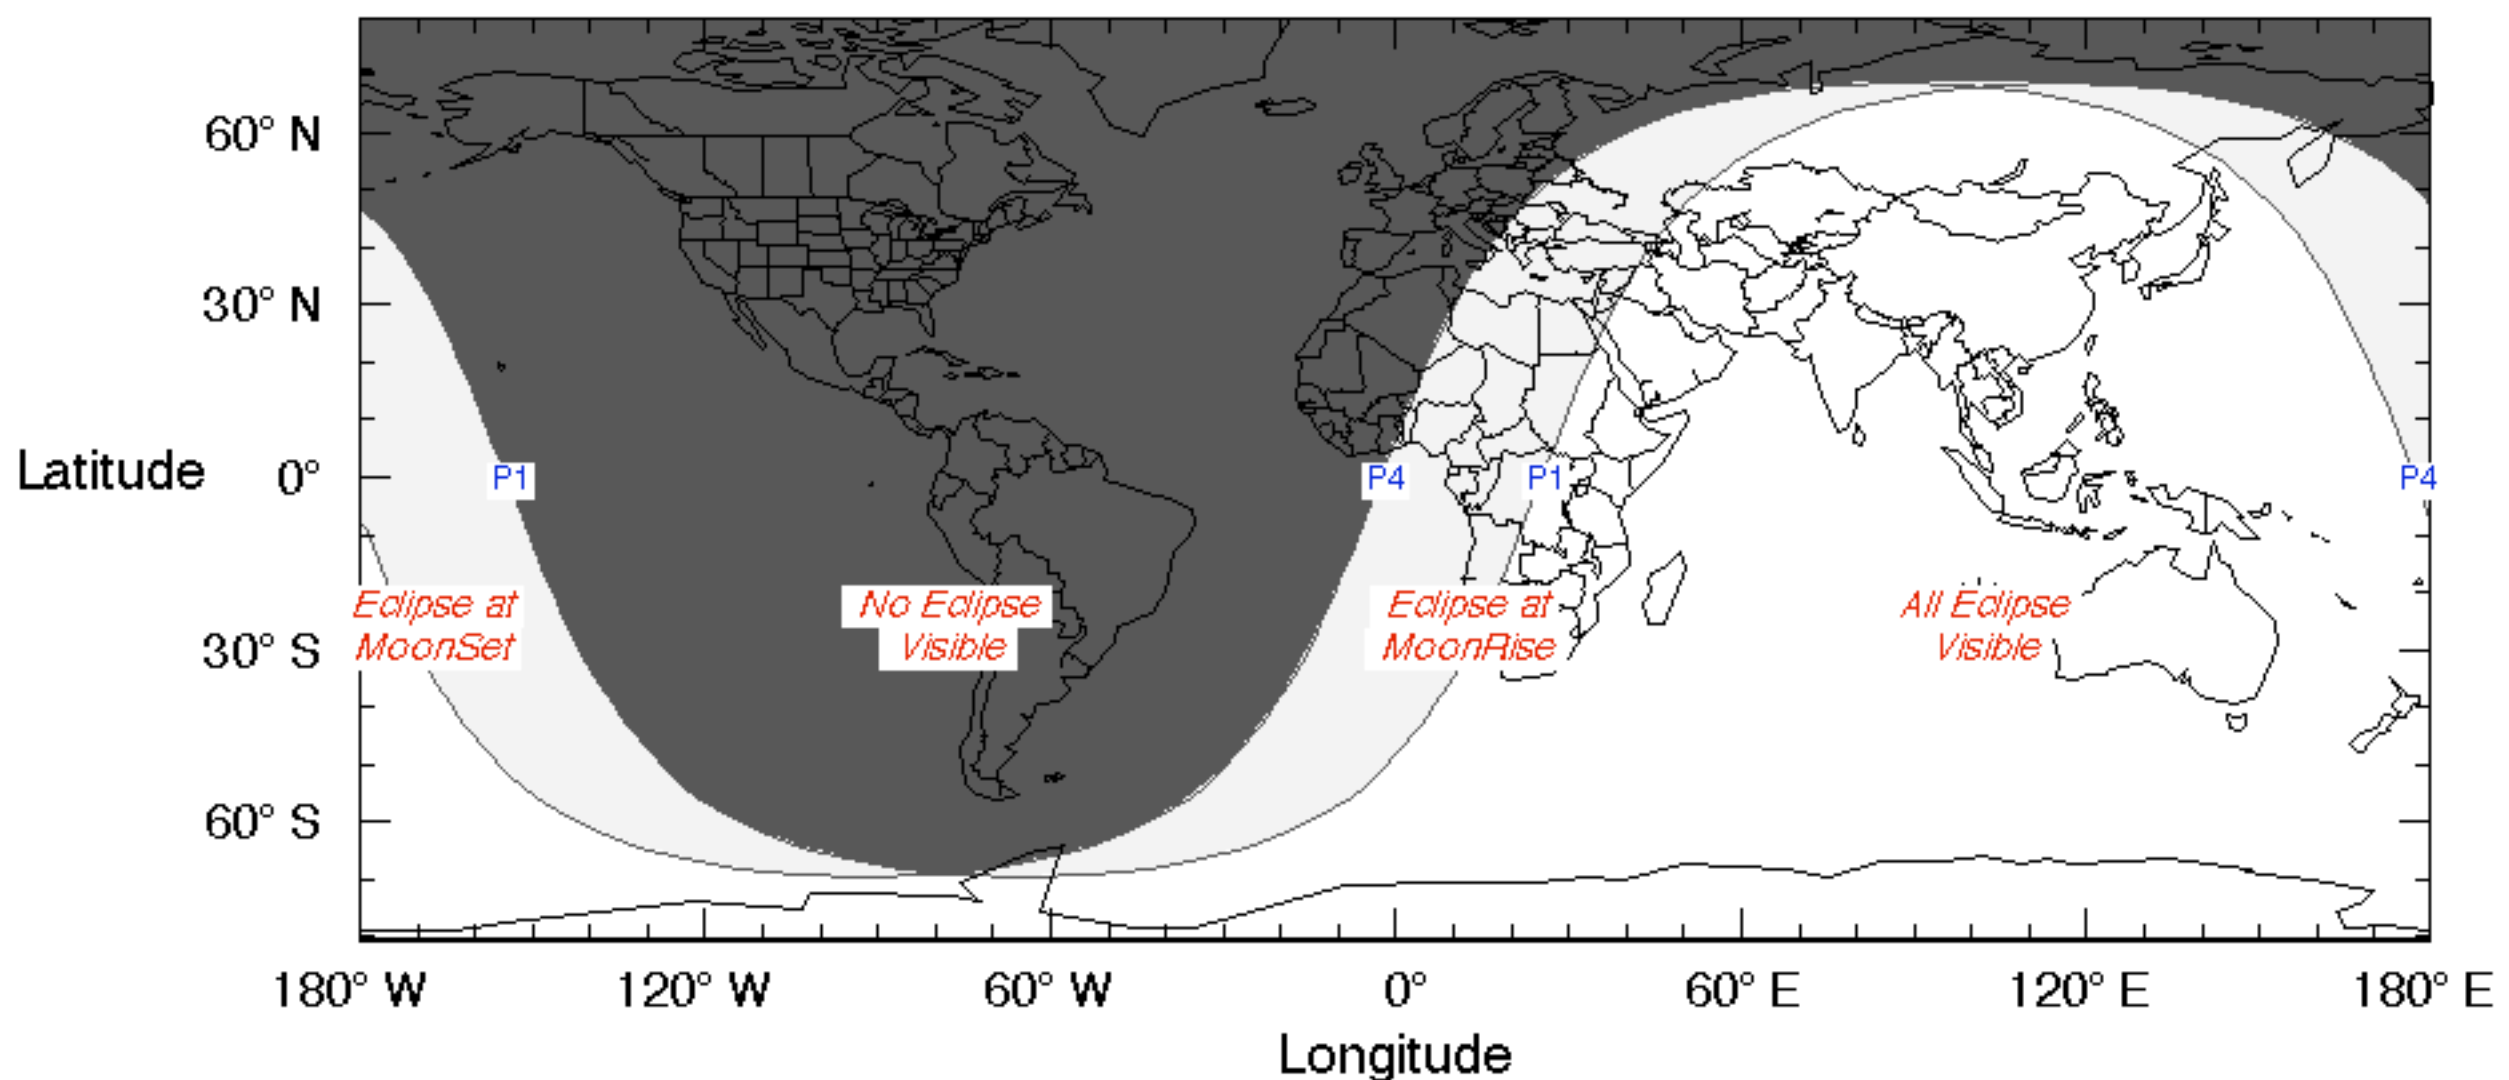 60° N
30° N
Latitude 0°
P1 P4 P1 P4
Eclipse at No Eclipse Eclipse at All Eclipse
MoonSet Visible MoonRise Visible
30° S
60° S
180° W 120° W 60° W 0° 60° E 120° E 180° E
Longitude